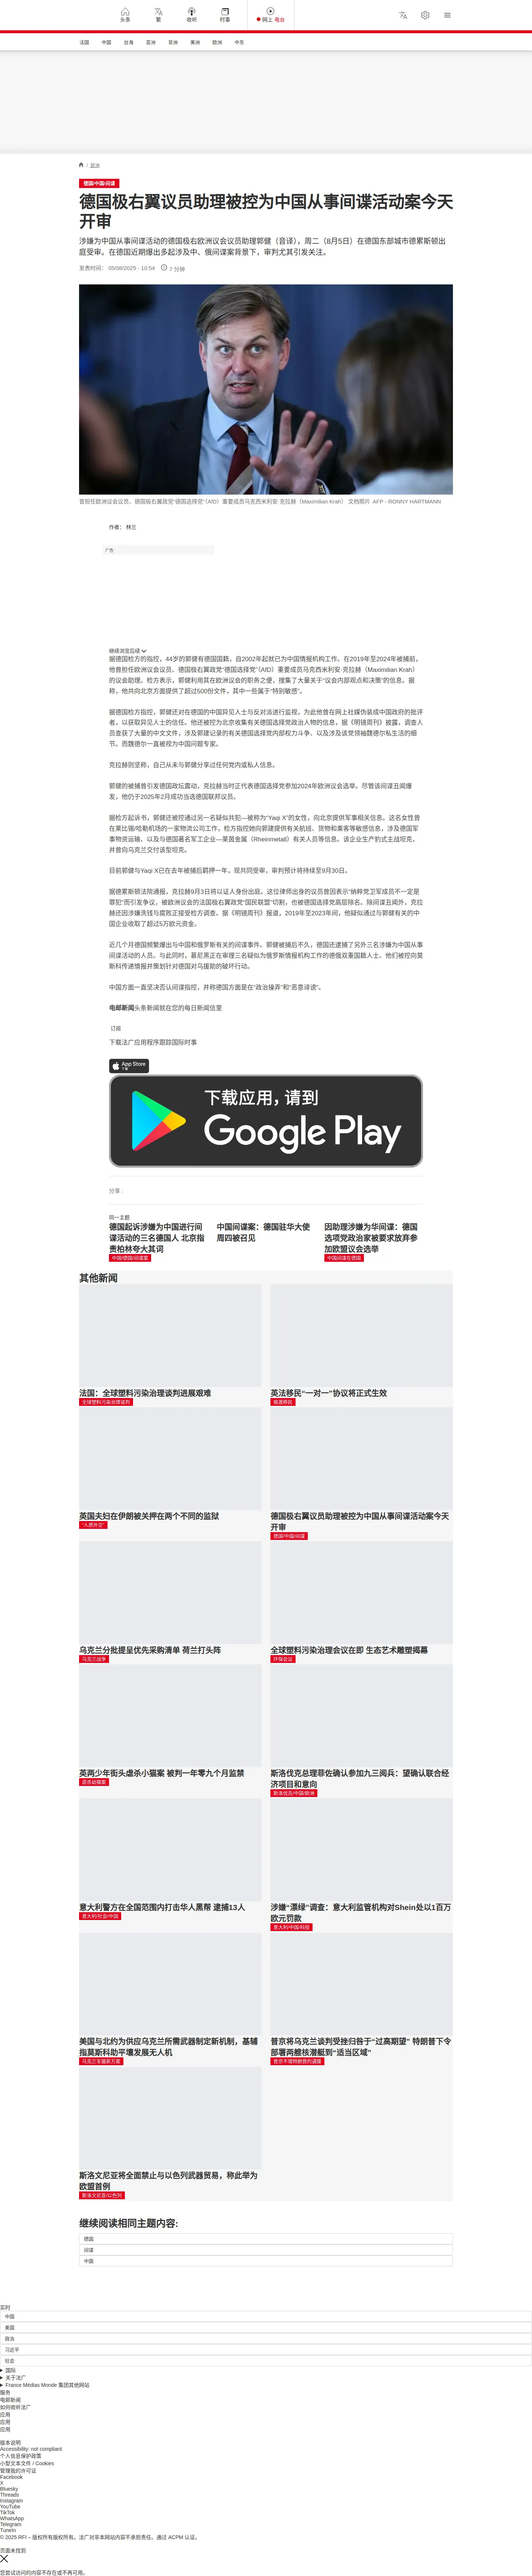 头条
繁
收听
时事
网上 电台
法国
中国
台海
亚洲
非洲
美洲
欧洲
中东
/ 欧洲
德国/中国/间谍
德国极右翼议员助理被控为中国从事间谍活动案今天
开审
涉嫌为中国从事间谍活动的德国极右欧洲议会议员助理郭健（音译），周二（8月5日）在德国东部城市德累斯顿出
庭受审。在德国近期爆出多起涉及中、俄间谍案背景下，审判尤其引发关注。
发表时间： 05/08/2025 - 10:54
7 分钟
首担任欧洲议会议员、德国极右翼政党“德国选择党”（AfD）重要成员马克西米利安·克拉赫（Maximilian Krah） 文档照片 AFP - RONNY HARTMANN
作者： 林兰
广告
继续浏览后续
据德国检方的指控，44岁的郭健有德国国籍，自2002年起就已为中国情报机构工作。在2019年至2024年被捕前，
他曾担任欧洲议会议员、德国极右翼政党“德国选择党”（AfD）重要成员马克西米利安·克拉赫（Maximilian Krah）
的议会助理。检方表示，郭健利用其在欧洲议会的职务之便，搜集了大量关于“议会内部观点和决策”的信息。据
称，他共向北京方面提供了超过500份文件，其中一些属于“特别敏感”。
据德国检方指控，郭健还对在德国的中国异见人士与反对派进行监视。为此他曾在网上社媒伪装成中国政府的批评
者，以获取异见人士的信任。他还被控为北京收集有关德国选择党政治人物的信息，据《明镜周刊》披露，调查人
员查获了大量的中文文件，涉及郭建记录的有关德国选择党内部权力斗争、以及涉及该党领袖魏德尔私生活的细
节。而魏德尔一直被视为中国问题专家。
克拉赫则坚称，自己从未与郭健分享过任何党内或私人信息。
郭健的被捕曾引发德国政坛震动，克拉赫当时正代表德国选择党参加2024年欧洲议会选举。尽管该间谍丑闻爆
发，他仍于2025年2月成功当选德国联邦议员。
据检方起诉书，郭健还被控通过另一名疑似共犯—被称为“Yaqi X”的女性，向北京提供军事相关信息。这名女性曾
在莱比锡/哈勒机场的一家物流公司工作。检方指控她向郭建提供有关航班、货物和乘客等敏感信息，涉及德国军
事物资运输、以及与德国著名军工企业—莱茵金属（Rheinmetall）有关人员等信息。该企业生产豹式主战坦克，
并曾向乌克兰交付该型坦克。
目前郭健与Yaqi X已在去年被捕后羁押一年，现共同受审，审判预计将持续至9月30日。
据德累斯顿法院通报，克拉赫9月3日将以证人身份出庭。这位律师出身的议员曾因表示“纳粹党卫军成员不一定是
罪犯”而引发争议，被欧洲议会的法国极右翼政党“国民联盟”切割，也被德国选择党高层除名。除间谍丑闻外，克拉
赫还因涉嫌洗钱与腐败正接受检方调查。据《明镜周刊》报道，2019年至2023年间，他疑似通过与郭健有关的中
国企业收取了超过5万欧元资金。
近几个月德国频繁爆出与中国和俄罗斯有关的间谍事件。郭健被捕后不久，德国还逮捕了另外三名涉嫌为中国从事
间谍活动的人员。与此同时，慕尼黑正在审理三名疑似为俄罗斯情报机构工作的德俄双重国籍人士。他们被控向莫
斯科传递情报并策划针对德国对乌援助的破坏行动。
中国方面一直坚决否认间谍指控，并称德国方面是在“政治操弄”和“恶意诽谤”。
电邮新闻头条新闻就在您的每日新闻信里
订阅
下载法广应用程序跟踪国际时事
App Store
下载
下载应用，请到
Google Play
分享 :
同一主题
德国起诉涉嫌为中国进行间
谍活动的三名德国人 北京指
责柏林夸大其词
中国/德国/间谍案
中国间谍案：德国驻华大使
周四被召见
因助理涉嫌为华间谍：德国
选项党政治家被要求放弃参
加欧盟议会选举
中国间谍在德国
其他新闻
法国：全球塑料污染治理谈判进展艰难
全球塑料污染治理谈判
英法移民“一对一”协议将正式生效
偷渡移民
英国夫妇在伊朗被关押在两个不同的监狱
“人质外交”
德国极右翼议员助理被控为中国从事间谍活动案今天
开审
德国/中国/间谍
乌克兰分批提呈优先采购清单 荷兰打头阵
乌克兰战争
全球塑料污染治理会议在即 生态艺术雕塑揭幕
环保会议
英两少年街头虐杀小猫案 被判一年零九个月监禁
虐杀幼猫案
斯洛伐克总理菲佐确认参加九三阅兵：望确认联合经
济项目和意向
斯洛伐克/中国/欧洲
意大利警方在全国范围内打击华人黑帮 逮捕13人
意大利/社会/中国
涉嫌“漂绿”调查：意大利监管机构对Shein处以1百万
欧元罚款
意大利/中国/科技
美国与北约为供应乌克兰所需武器制定新机制，基辅
指莫斯科助平壤发展无人机
乌克兰军援新方案
普京将乌克兰谈判受挫归咎于“过高期望” 特朗普下令
部署两艘核潜艇到“适当区域”
普京不理特朗普的通牒
斯洛文尼亚将全面禁止与以色列武器贸易，称此举为
欧盟首例
斯洛文尼亚/以色列
继续阅读相同主题内容:
德国
间谍
中国
实时
中国
美国
政治
习近平
社会
国际
关于法广
France Médias Monde 集团其他网站
服务
电邮新闻
如何收听法广
应用
应用
应用
版本说明
Accessibility: not compliant
个人信息保护政策
小型文本文件 / Cookies
管理我的许可证
Facebook
X
Bluesky
Threads
Instagram
YouTube
TikTok
WhatsApp
Telegram
TuneIn
© 2025 RFI – 版权所有版权所有。法广对非本网站内容不承担责任。通过 ACPM 认证。
页面未找到
您尝试访问的内容不存在或不再可用。